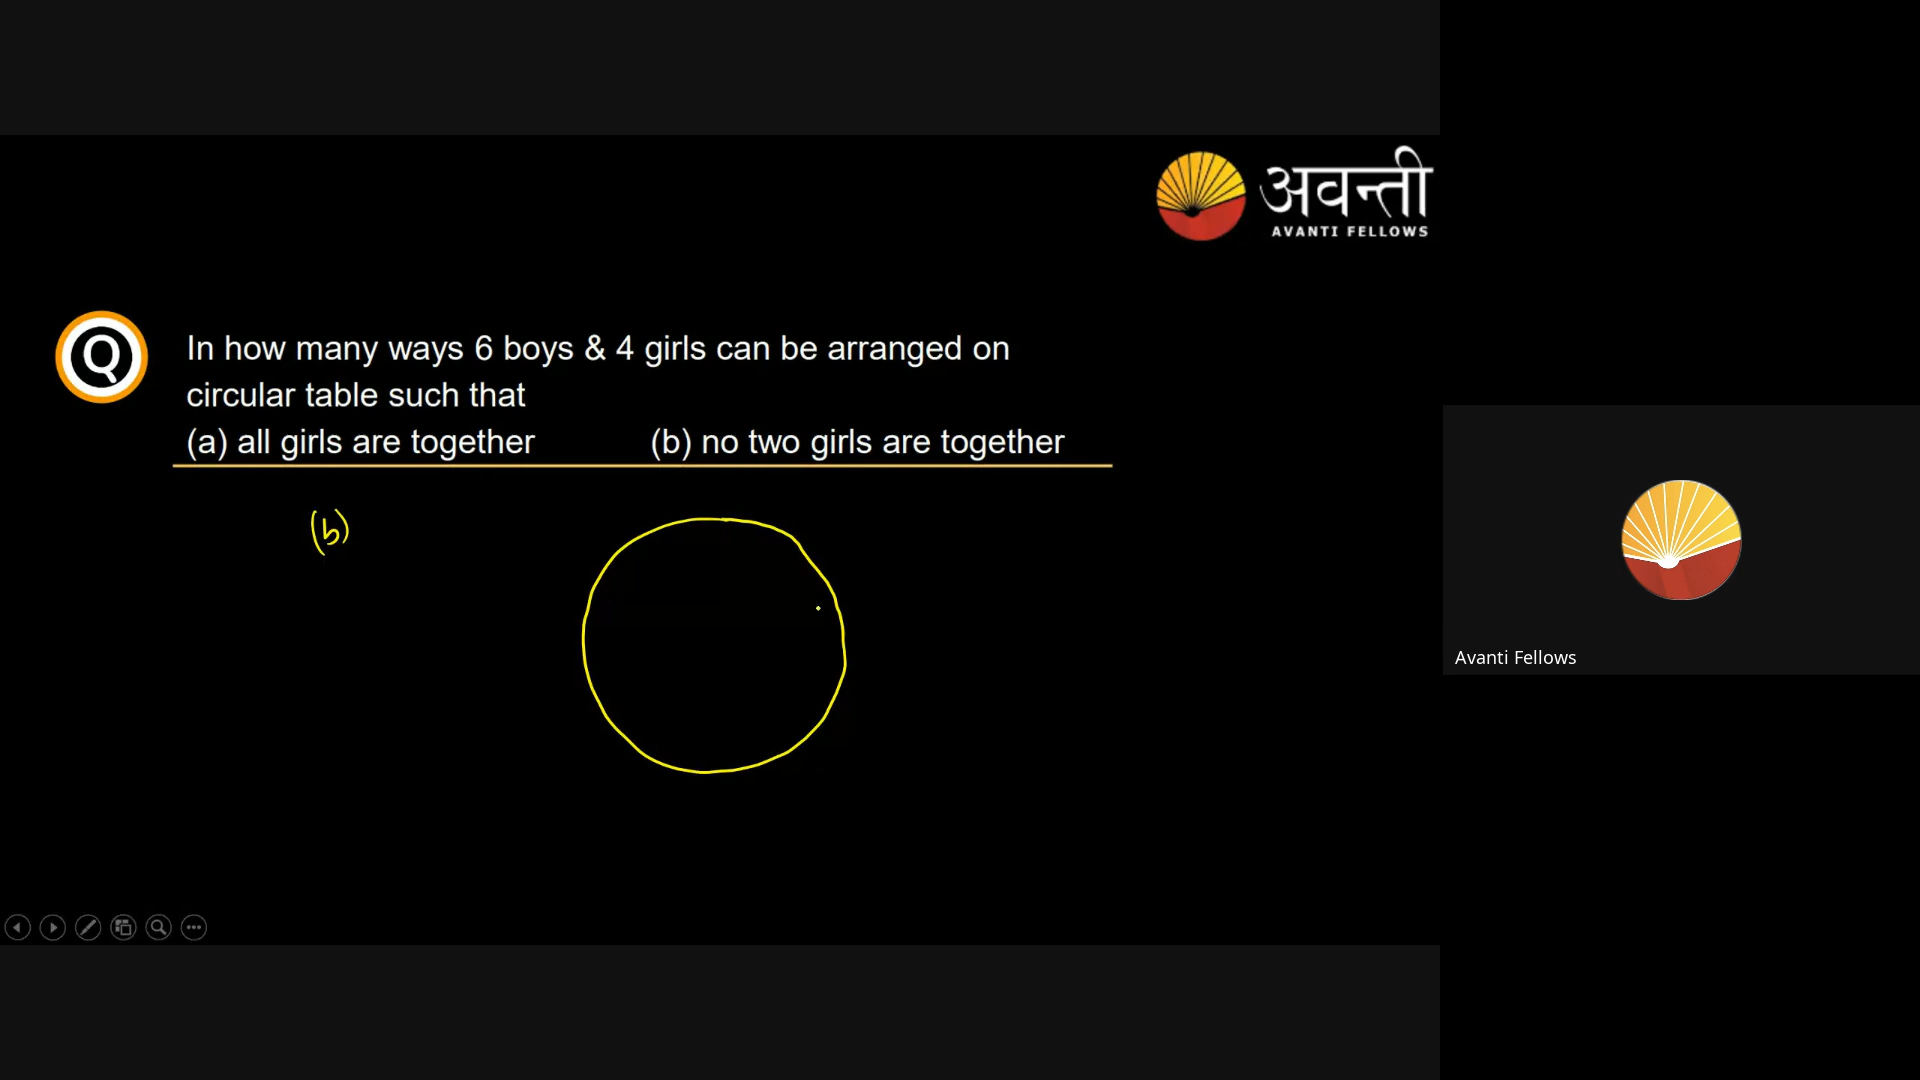 अवन्ती
AVANTI FELLOWS
Q
In how many ways 6 boys & 4 girls can be arranged on
circular table such that
(a) all girls are together (b) no two girls are together
(b)
Avanti Fellows